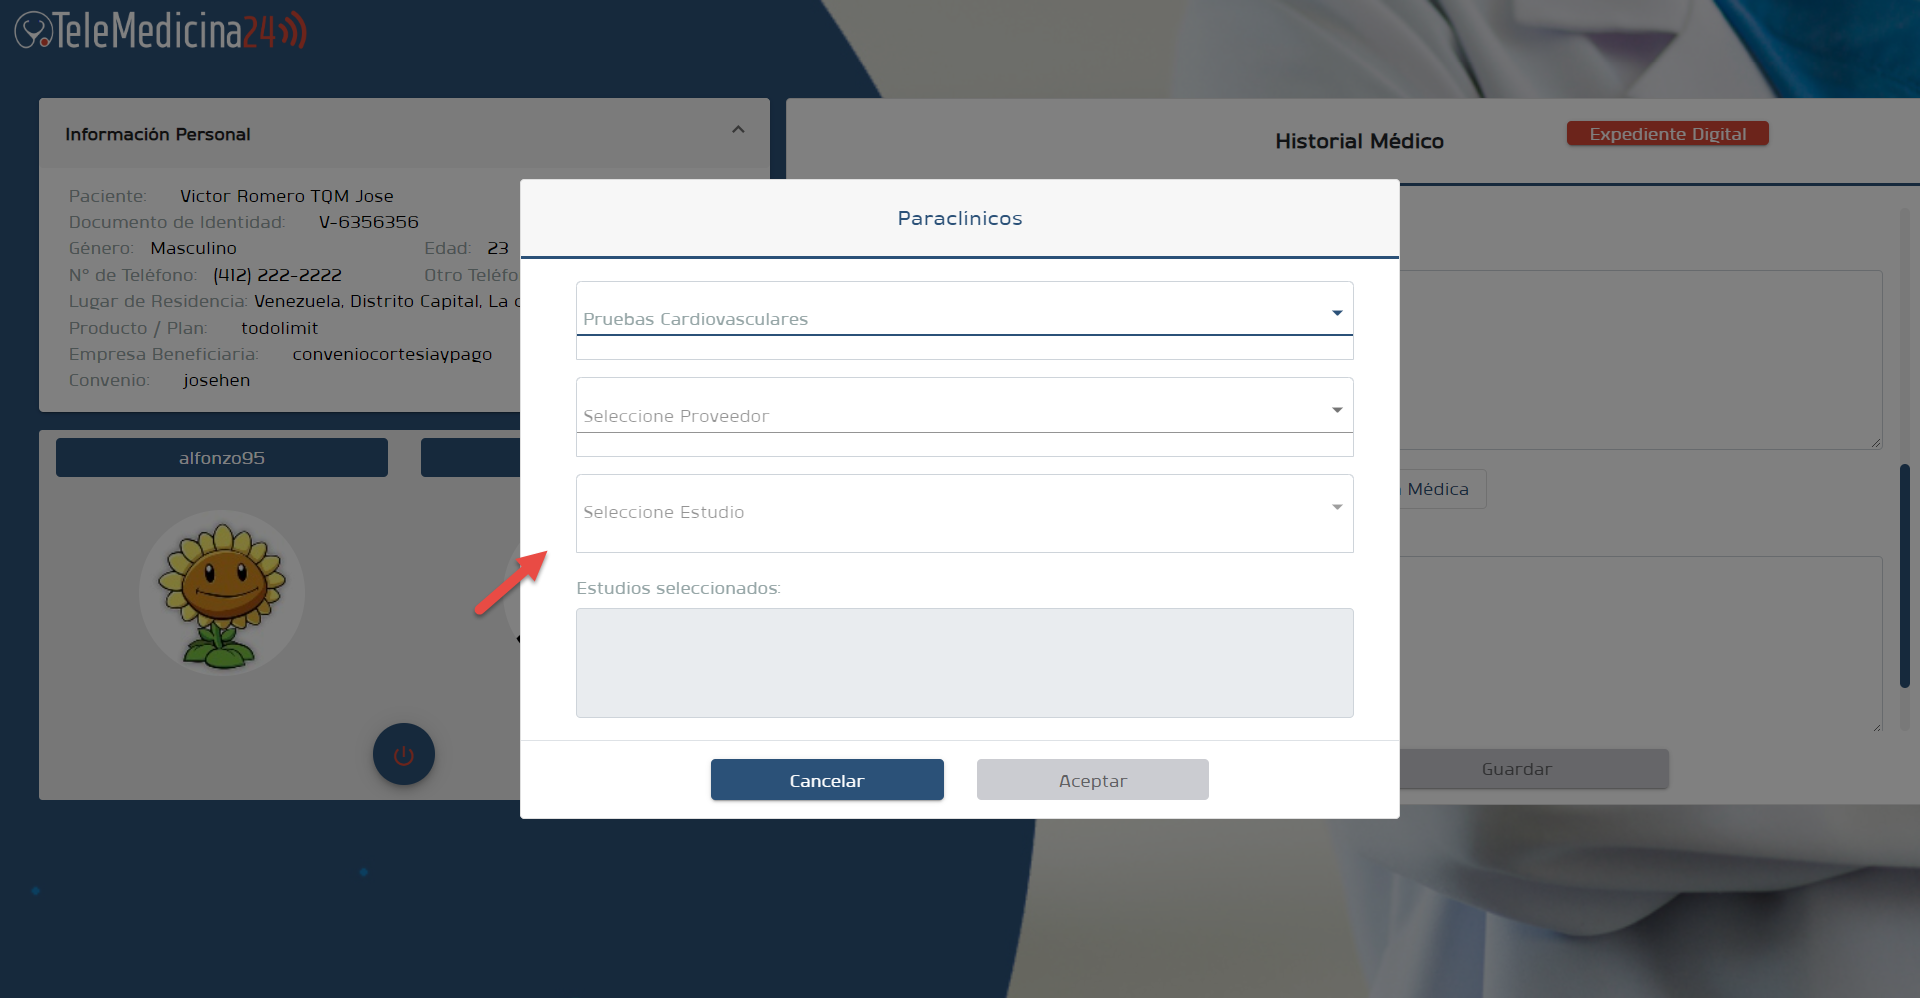 TeleMedicina24
Información Personal
Paciente: Victor Romero TQM Jose
Documento de Identidad: V-6356356
Género: Masculino Edad: 23
N° de Teléfono: (412) 222-2222 Otro Teléfo
Lugar de Residencia: Venezuela, Distrito Capital, La
Producto / Plan: todolimit
Empresa Beneficiaria: conveniocortesiaypago
Convenio: josehen
alfonzo95
Historial Médico
Expediente Digital
Médica
Guardar
Paraclínicos
Pruebas Cardiovasculares
Seleccione Proveedor
Seleccione Estudio
Estudios seleccionados:
Cancelar
Aceptar